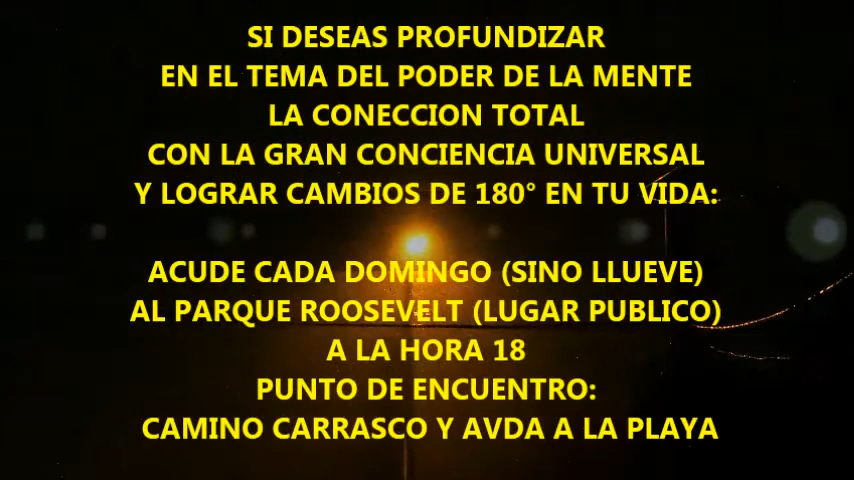 SI DESEAS PROFUNDIZAR
EN EL TEMA DEL PODER DE LA MENTE
LA CONECCION TOTAL
CON LA GRAN CONCIENCIA UNIVERSAL
Y LOGRAR CAMBIOS DE 180° EN TU VIDA:
ACUDE CADA DOMINGO (SINO LLUEVE)
AL PARQUE ROOSEVELT (LUGAR PUBLICO)
A LA HORA 18
PUNTO DE ENCUENTRO:
CAMINO CARRASCO Y AVDA A LA PLAYA